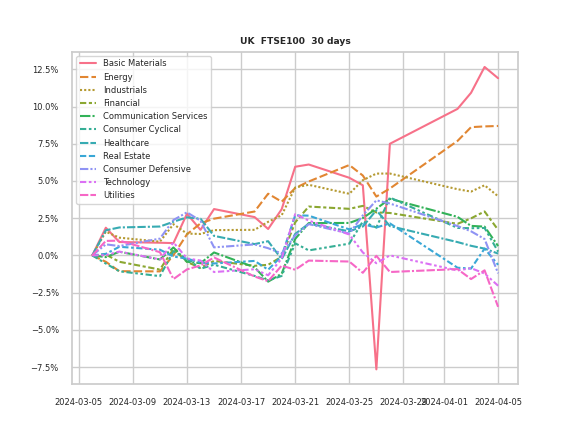 UK FTSE100 30 days
12.5%
10.0%
7.5%
5.0%
2.5%
0.0%
−2.5%
−5.0%
−7.5%
Basic Materials
Energy
Industrials
Financial
Communication Services
Consumer Cyclical
Healthcare
Real Estate
Consumer Defensive
Technology
Utilities
2024-03-05 2024-03-09 2024-03-13 2024-03-17 2024-03-21 2024-03-25 2024-03-29 2024-04-01 2024-04-05